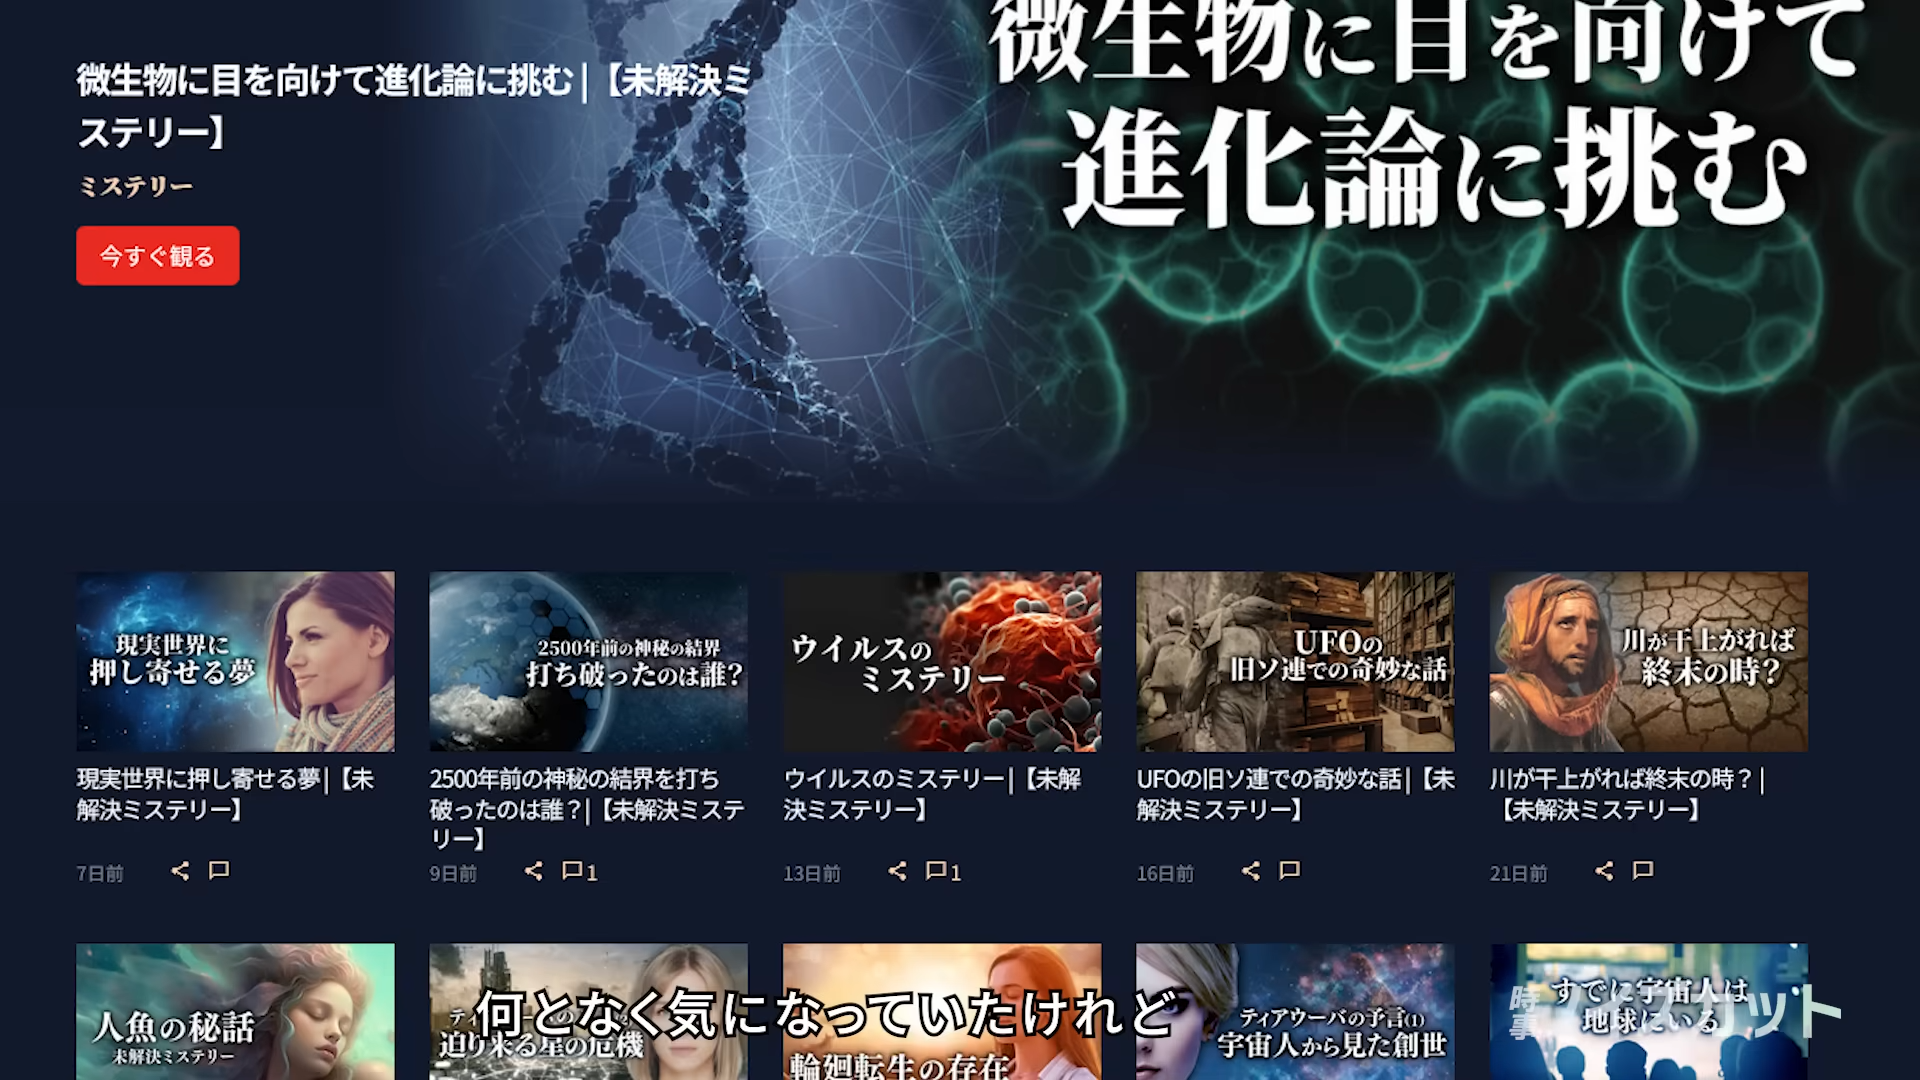 微生物に目を向けて
進化論に挑む
微生物に目を向けて進化論に挑む|【未解決ミ
ステリー】
ミステリー
今すぐ観る
現実世界に
押し寄せる夢
2500年前の神秘の結界
打ち破ったのは誰?
ウイルスの
ミステリー
UFOの
旧ソ連での奇妙な話
川が干上がれば
終末の時?
現実世界に押し寄せる夢|【未
解決ミステリー】
7日前
2500年前の神秘の結界を打ち
破ったのは誰?|【未解決ミステ
リー】
9日前
1
ウイルスのミステリー|【未解
決ミステリー】
13日前
1
UFOの旧ソ連での奇妙な話|【未
解決ミステリー】
16日前
川が干上がれば終末の時?|
【未解決ミステリー】
21日前
人魚の秘話
未解決ミステリー
迫り来る星の危機
輪廻転生の存在
ティアウーバの予言(1)
宇宙人から見た創世
すでに宇宙人は
地球にいる
何となく気になっていたけれど
時事